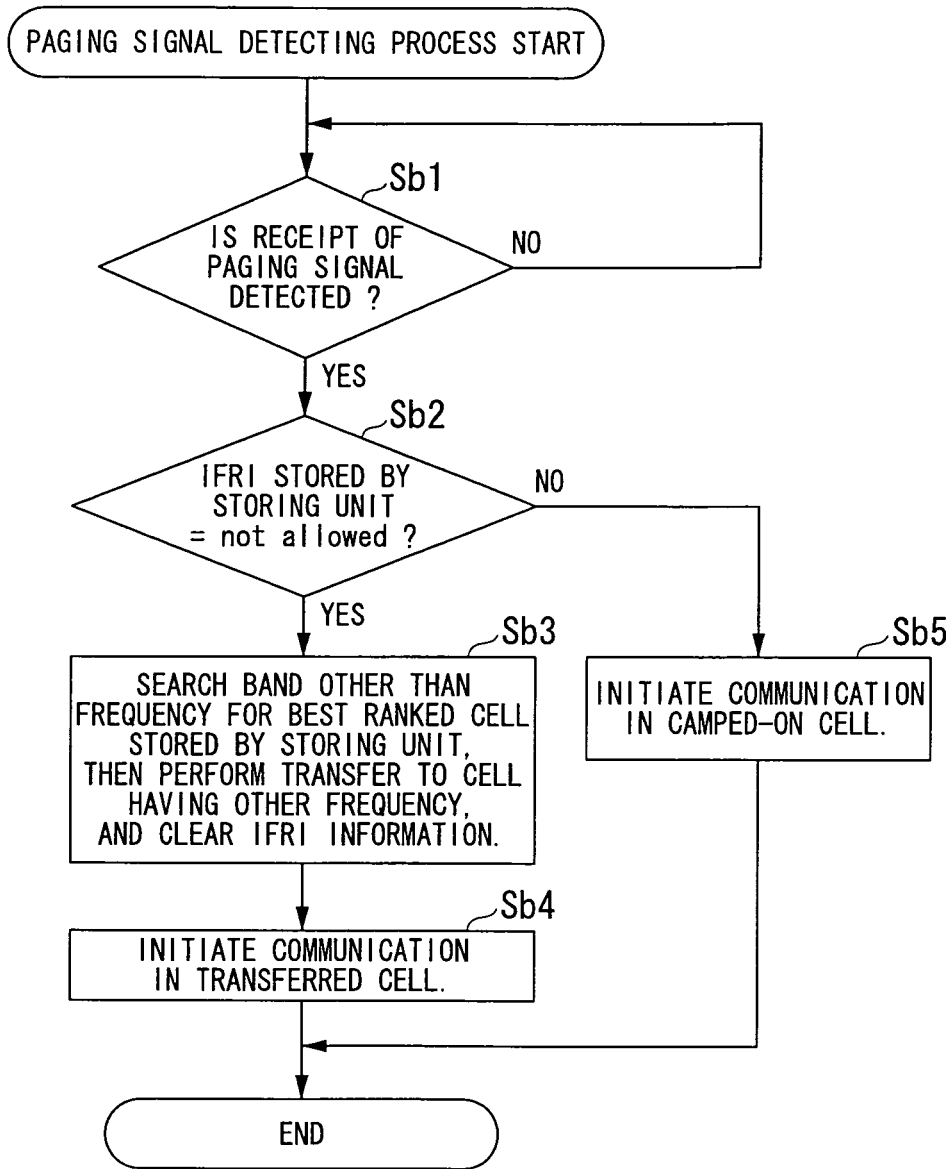 PAGING SIGNAL DETECTING PROCESS START
Sb1
IS RECEIPT OF
PAGING SIGNAL
DETECTED ?
NO
YES
Sb2
IFRI STORED BY
STORING UNIT
= not allowed ?
NO
YES
Sb3
SEARCH BAND OTHER THAN
FREQUENCY FOR BEST RANKED CELL
STORED BY STORING UNIT,
THEN PERFORM TRANSFER TO CELL
HAVING OTHER FREQUENCY,
AND CLEAR IFRI INFORMATION.
Sb5
INITIATE COMMUNICATION
IN CAMPED-ON CELL.
Sb4
INITIATE COMMUNICATION
IN TRANSFERRED CELL.
END